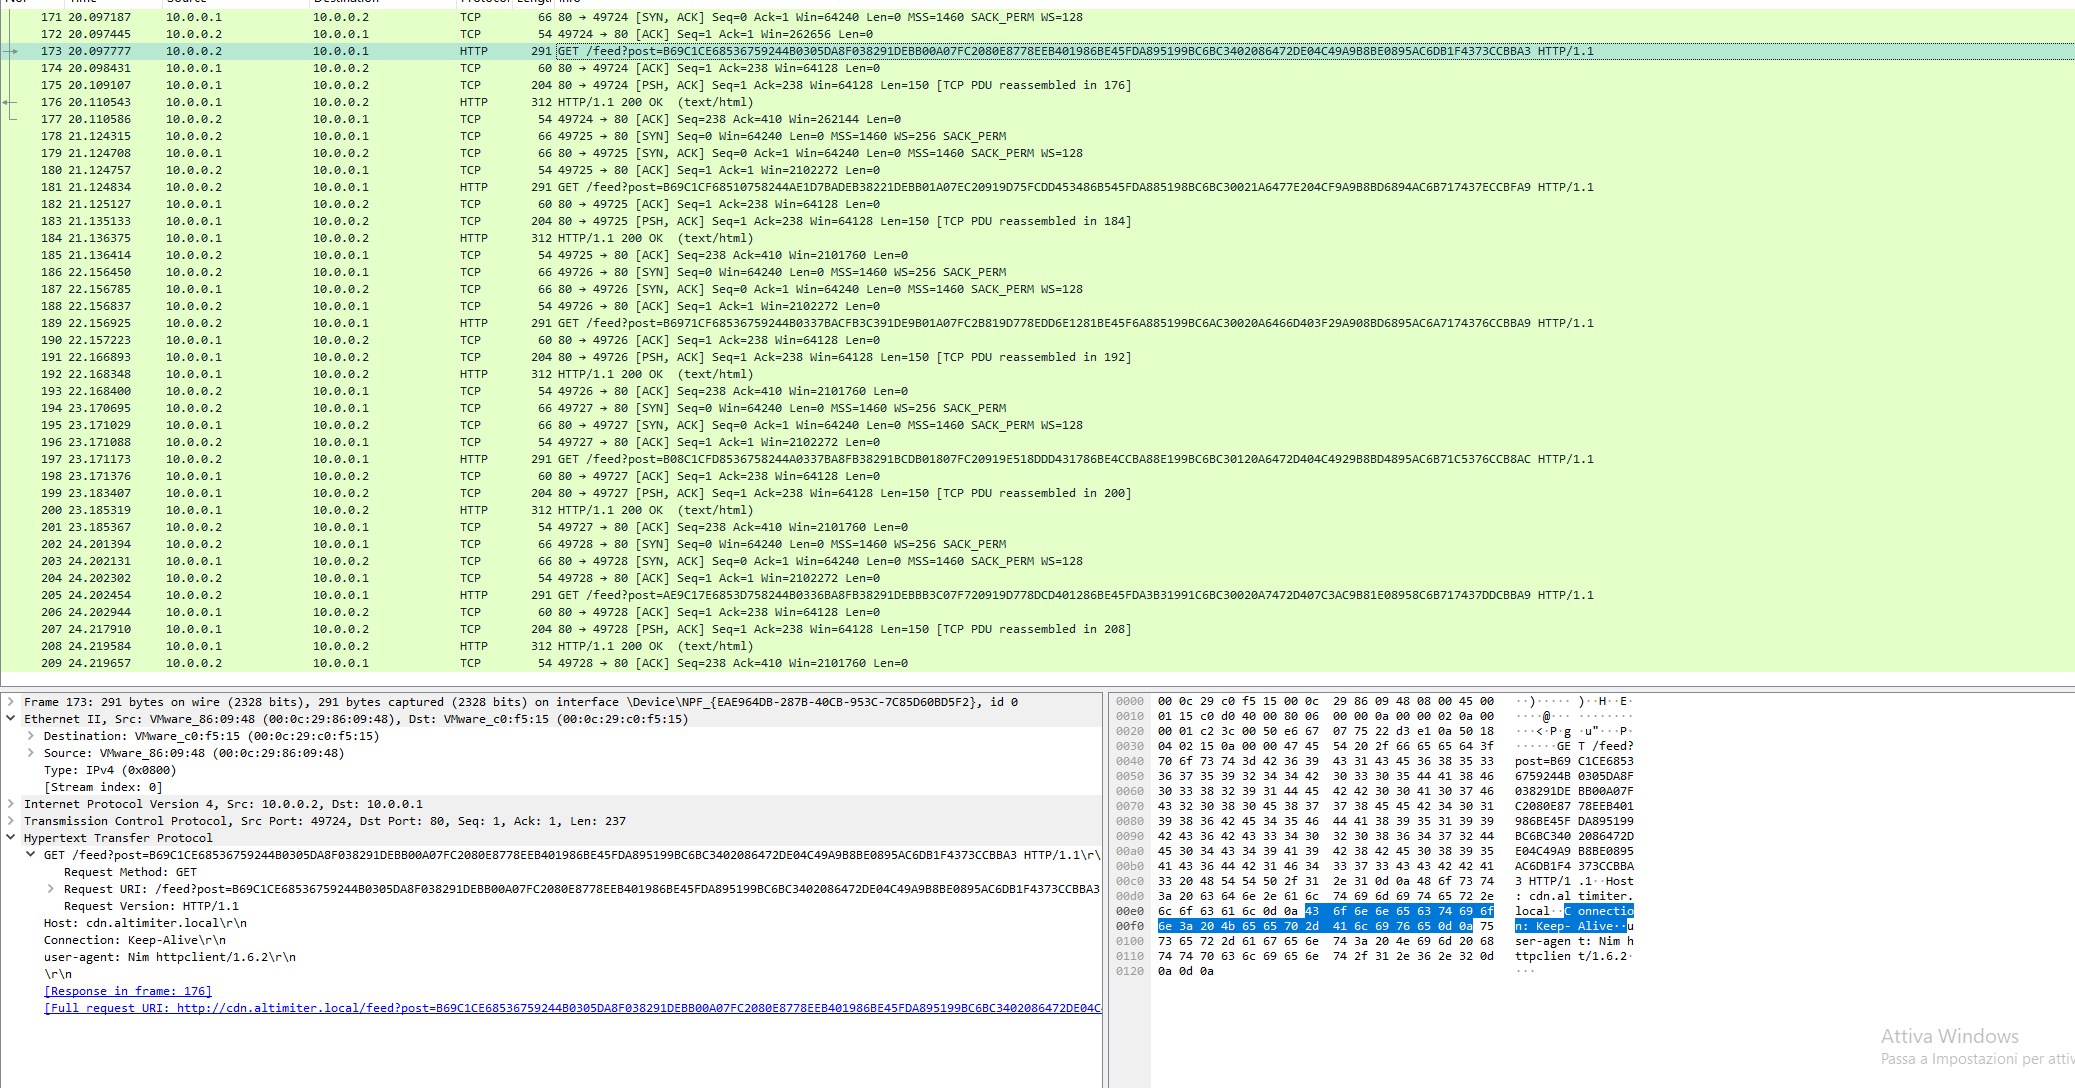 171 20.097187 10.0.0.1 10.0.0.2 TCP 66 80 → 49724 [SYN, ACK] Seq=0 Ack=1 Win=64240 Len=0 MSS=1460 SACK_PERM WS=128
172 20.097445 10.0.0.2 10.0.0.1 TCP 54 49724 → 80 [ACK] Seq=1 Ack=1 Win=262656 Len=0
173 20.097777 10.0.0.2 10.0.0.1 HTTP 291 GET /feed?post=B69C1CE68536759244B0305DA8F038291DEBB00A07FC2080E8778EEB401986BE45FDA895199BC6BC3402086472DE04C49A9B8BE0895AC6DB1F4373CCBBA3 HTTP/1.1
174 20.098431 10.0.0.1 10.0.0.2 TCP 60 80 → 49724 [ACK] Seq=1 Ack=238 Win=64128 Len=0
175 20.109107 10.0.0.1 10.0.0.2 TCP 204 80 → 49724 [PSH, ACK] Seq=1 Ack=238 Win=64128 Len=150 [TCP PDU reassembled in 176]
176 20.110543 10.0.0.1 10.0.0.2 HTTP 312 HTTP/1.1 200 OK (text/html)
177 20.110586 10.0.0.2 10.0.0.1 TCP 54 49724 → 80 [ACK] Seq=238 Ack=410 Win=262144 Len=0
178 21.124315 10.0.0.2 10.0.0.1 TCP 66 49725 → 80 [SYN] Seq=0 Win=64240 Len=0 MSS=1460 WS=256 SACK_PERM
179 21.124708 10.0.0.1 10.0.0.2 TCP 66 80 → 49725 [SYN, ACK] Seq=0 Ack=1 Win=64240 Len=0 MSS=1460 SACK_PERM WS=128
180 21.124757 10.0.0.2 10.0.0.1 TCP 54 49725 → 80 [ACK] Seq=1 Ack=1 Win=2102272 Len=0
181 21.124834 10.0.0.2 10.0.0.1 HTTP 291 GET /feed?post=B69C1CF68510758244AE1D7BADEB38221DEBB01A07EC20919D75FCDD453486B545FDA885198BC6BC30021A6477E204CF9A9B8BD6894AC6B717437ECCBFA9 HTTP/1.1
182 21.125127 10.0.0.1 10.0.0.2 TCP 60 80 → 49725 [ACK] Seq=1 Ack=238 Win=64128 Len=0
183 21.135133 10.0.0.1 10.0.0.2 TCP 204 80 → 49725 [PSH, ACK] Seq=1 Ack=238 Win=64128 Len=150 [TCP PDU reassembled in 184]
184 21.136375 10.0.0.1 10.0.0.2 HTTP 312 HTTP/1.1 200 OK (text/html)
185 21.136414 10.0.0.2 10.0.0.1 TCP 54 49725 → 80 [ACK] Seq=238 Ack=410 Win=2101760 Len=0
186 22.156450 10.0.0.2 10.0.0.1 TCP 66 49726 → 80 [SYN] Seq=0 Win=64240 Len=0 MSS=1460 WS=256 SACK_PERM
187 22.156785 10.0.0.1 10.0.0.2 TCP 66 80 → 49726 [SYN, ACK] Seq=0 Ack=1 Win=64240 Len=0 MSS=1460 SACK_PERM WS=128
188 22.156837 10.0.0.2 10.0.0.1 TCP 54 49726 → 80 [ACK] Seq=1 Ack=1 Win=2102272 Len=0
189 22.156925 10.0.0.2 10.0.0.1 HTTP 291 GET /feed?post=B6971CF68536759244B0337BACFB3C391DE9B01A07FC2B819D778EDD6E1281BE45F6A885199BC6AC30020A6466D403F29A908BD6895AC6A7174376CCBBA9 HTTP/1.1
190 22.157223 10.0.0.1 10.0.0.2 TCP 60 80 → 49726 [ACK] Seq=1 Ack=238 Win=64128 Len=0
191 22.166893 10.0.0.1 10.0.0.2 TCP 204 80 → 49726 [PSH, ACK] Seq=1 Ack=238 Win=64128 Len=150 [TCP PDU reassembled in 192]
192 22.168348 10.0.0.1 10.0.0.2 HTTP 312 HTTP/1.1 200 OK (text/html)
193 22.168400 10.0.0.2 10.0.0.1 TCP 54 49726 → 80 [ACK] Seq=238 Ack=410 Win=2101760 Len=0
194 23.170695 10.0.0.2 10.0.0.1 TCP 66 49727 → 80 [SYN] Seq=0 Win=64240 Len=0 MSS=1460 WS=256 SACK_PERM
195 23.171029 10.0.0.1 10.0.0.2 TCP 66 80 → 49727 [SYN, ACK] Seq=0 Ack=1 Win=64240 Len=0 MSS=1460 SACK_PERM WS=128
196 23.171088 10.0.0.2 10.0.0.1 TCP 54 49727 → 80 [ACK] Seq=1 Ack=1 Win=2102272 Len=0
197 23.171173 10.0.0.2 10.0.0.1 HTTP 291 GET /feed?post=B08C1CFD8536758244A0337BA8FB38291BCDB01807FC20919E518DDD431786BE4CCBA88E199BC6BC30120A6472D404C4929B8BD4895AC6B71C5376CCB8AC HTTP/1.1
198 23.171376 10.0.0.1 10.0.0.2 TCP 60 80 → 49727 [ACK] Seq=1 Ack=238 Win=64128 Len=0
199 23.183407 10.0.0.1 10.0.0.2 TCP 204 80 → 49727 [PSH, ACK] Seq=1 Ack=238 Win=64128 Len=150 [TCP PDU reassembled in 200]
200 23.185319 10.0.0.1 10.0.0.2 HTTP 312 HTTP/1.1 200 OK (text/html)
201 23.185367 10.0.0.2 10.0.0.1 TCP 54 49727 → 80 [ACK] Seq=238 Ack=410 Win=2101760 Len=0
202 24.201394 10.0.0.2 10.0.0.1 TCP 66 49728 → 80 [SYN] Seq=0 Win=64240 Len=0 MSS=1460 WS=256 SACK_PERM
203 24.202131 10.0.0.1 10.0.0.2 TCP 66 80 → 49728 [SYN, ACK] Seq=0 Ack=1 Win=64240 Len=0 MSS=1460 SACK_PERM WS=128
204 24.202302 10.0.0.2 10.0.0.1 TCP 54 49728 → 80 [ACK] Seq=1 Ack=1 Win=2102272 Len=0
205 24.202454 10.0.0.2 10.0.0.1 HTTP 291 GET /feed?post=AE9C17E6853D758244B0336BA8FB38291DEBBB3C07F720919D778DCD401286BE45FDA3B31991C6BC30020A7472D407C3AC9B81E08958C6B717437DDCBBA9 HTTP/1.1
206 24.202944 10.0.0.1 10.0.0.2 TCP 60 80 → 49728 [ACK] Seq=1 Ack=238 Win=64128 Len=0
207 24.217910 10.0.0.1 10.0.0.2 TCP 204 80 → 49728 [PSH, ACK] Seq=1 Ack=238 Win=64128 Len=150 [TCP PDU reassembled in 208]
208 24.219584 10.0.0.1 10.0.0.2 HTTP 312 HTTP/1.1 200 OK (text/html)
209 24.219657 10.0.0.2 10.0.0.1 TCP 54 49728 → 80 [ACK] Seq=238 Ack=410 Win=2101760 Len=0
Frame 173: 291 bytes on wire (2328 bits), 291 bytes captured (2328 bits) on interface \Device\NPF_{EAE964DB-287B-40CB-953C-7C85D60BD5F2}, id 0
Ethernet II, Src: VMware_86:09:48 (00:0c:29:86:09:48), Dst: VMware_c0:f5:15 (00:0c:29:c0:f5:15)
Destination: VMware_c0:f5:15 (00:0c:29:c0:f5:15)
Source: VMware_86:09:48 (00:0c:29:86:09:48)
Type: IPv4 (0x0800)
[Stream index: 0]
Internet Protocol Version 4, Src: 10.0.0.2, Dst: 10.0.0.1
Transmission Control Protocol, Src Port: 49724, Dst Port: 80, Seq: 1, Ack: 1, Len: 237
Hypertext Transfer Protocol
GET /feed?post=B69C1CE68536759244B0305DA8F038291DEBB00A07FC2080E8778EEB401986BE45FDA895199BC6BC3402086472DE04C49A9B8BE0895AC6DB1F4373CCBBA3 HTTP/1.1\r\
Request Method: GET
Request URI: /feed?post=B69C1CE68536759244B0305DA8F038291DEBB00A07FC2080E8778EEB401986BE45FDA895199BC6BC3402086472DE04C49A9B8BE0895AC6DB1F4373CCBBA3
Request Version: HTTP/1.1
Host: cdn.altimiter.local\r\n
Connection: Keep-Alive\r\n
user-agent: Nim httpclient/1.6.2\r\n
\r\n
[Response in frame: 176]
[Full request URI: http://cdn.altimiter.local/feed?post=B69C1CE68536759244B0305DA8F038291DEBB00A07FC2080E8778EEB401986BE45FDA895199BC6BC3402086472DE04C
0000 00 0c 29 c0 f5 15 00 0c 29 86 09 48 08 00 45 00 ··)····· )··H··E·
0010 01 15 c0 d0 40 00 80 06 00 00 0a 00 00 02 0a 00 ····@··· ········
0020 00 01 c2 3c 00 50 e6 67 07 75 22 d3 e1 0a 50 18 ···<·P·g ·u"···P·
0030 04 02 15 0a 00 00 47 45 54 20 2f 66 65 65 64 3f ······GE T /feed?
0040 70 6f 73 74 3d 42 36 39 43 31 43 45 36 38 35 33 post=B69 C1CE6853
0050 36 37 35 39 32 34 34 42 30 33 30 35 44 41 38 46 6759244B 0305DA8F
0060 30 33 38 32 39 31 44 45 42 42 30 30 41 30 37 46 038291DE BB00A07F
0070 43 32 30 38 30 45 38 37 37 38 45 45 42 34 30 31 C2080E87 78EEB401
0080 39 38 36 42 45 34 35 46 44 41 38 39 35 31 39 39 986BE45F DA895199
0090 42 43 36 42 43 33 34 30 32 30 38 36 34 37 32 44 BC6BC340 2086472D
00a0 45 30 34 43 34 39 41 39 42 38 42 45 30 38 39 35 E04C49A9 B8BE0895
00b0 41 43 36 44 42 31 46 34 33 37 33 43 43 42 42 41 AC6DB1F4 373CCBBA
00c0 33 20 48 54 54 50 2f 31 2e 31 0d 0a 48 6f 73 74 3 HTTP/1 .1··Host
00d0 3a 20 63 64 6e 2e 61 6c 74 69 6d 69 74 65 72 2e : cdn.al timiter.
00e0 6c 6f 63 61 6c 0d 0a 43 6f 6e 6e 65 63 74 69 6f local··C onnectio
00f0 6e 3a 20 4b 65 65 70 2d 41 6c 69 76 65 0d 0a 75 n: Keep- Alive··u
0100 73 65 72 2d 61 67 65 6e 74 3a 20 4e 69 6d 20 68 ser-agen t: Nim h
0110 74 74 70 63 6c 69 65 6e 74 2f 31 2e 36 2e 32 0d ttpclien t/1.6.2·
0120 0a 0d 0a ···
Attiva Windows
Passa a Impostazioni per